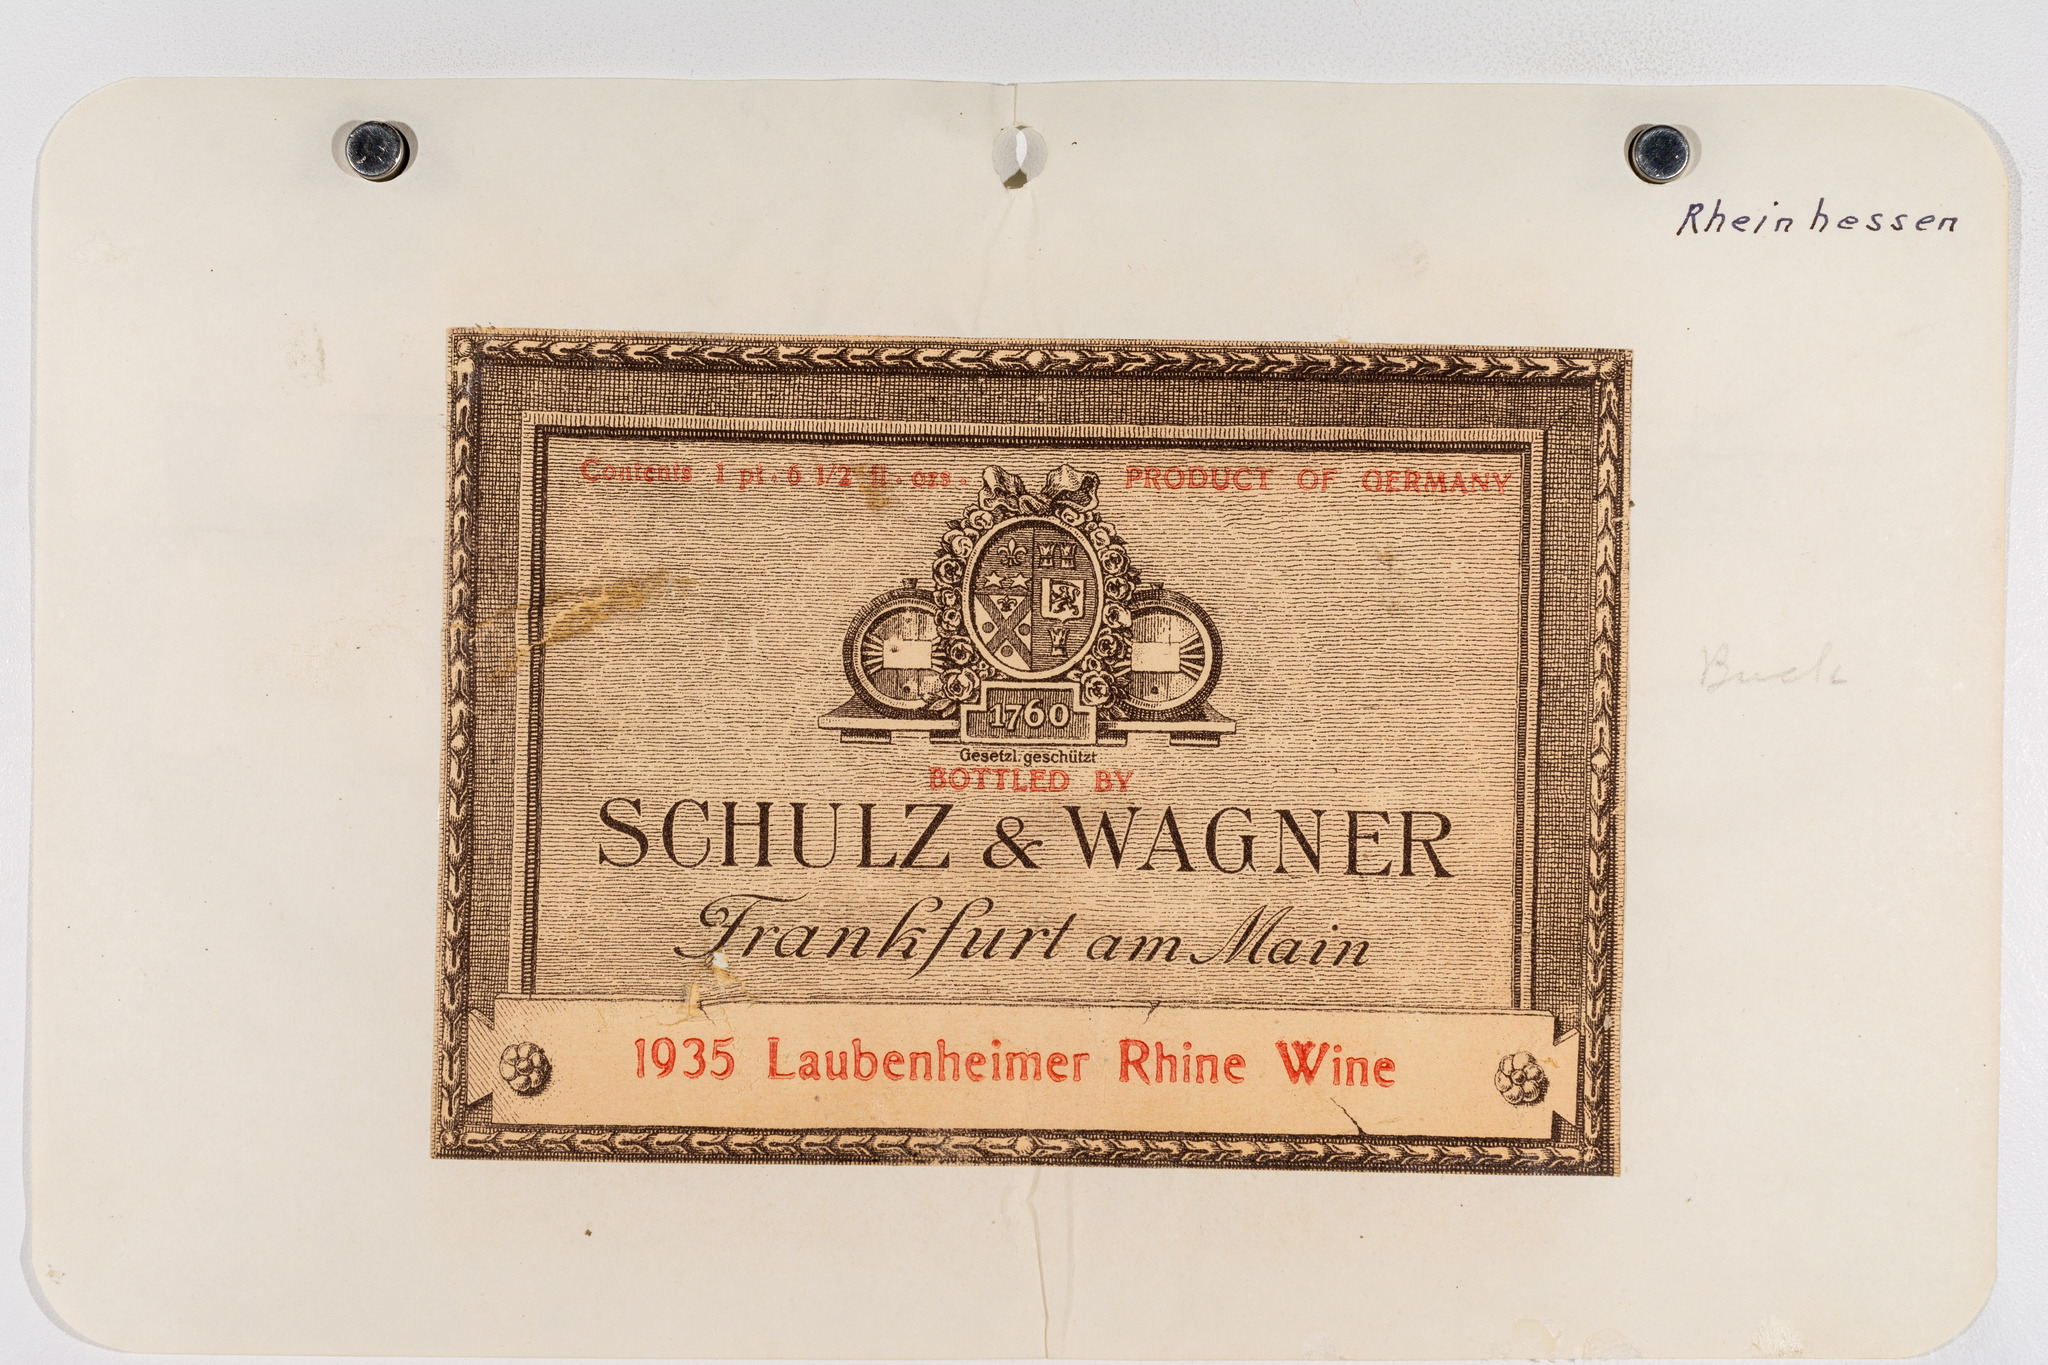 Rheinhessen
Contents 1 pt. 6 1/2 fl. ozs. PRODUCT OF GERMANY
1760
Gesetzl. geschützt
BOTTLED BY
SCHULZ & WAGNER
Frankfurt am Main
1935 Laubenheimer Rhine Wine
Buck